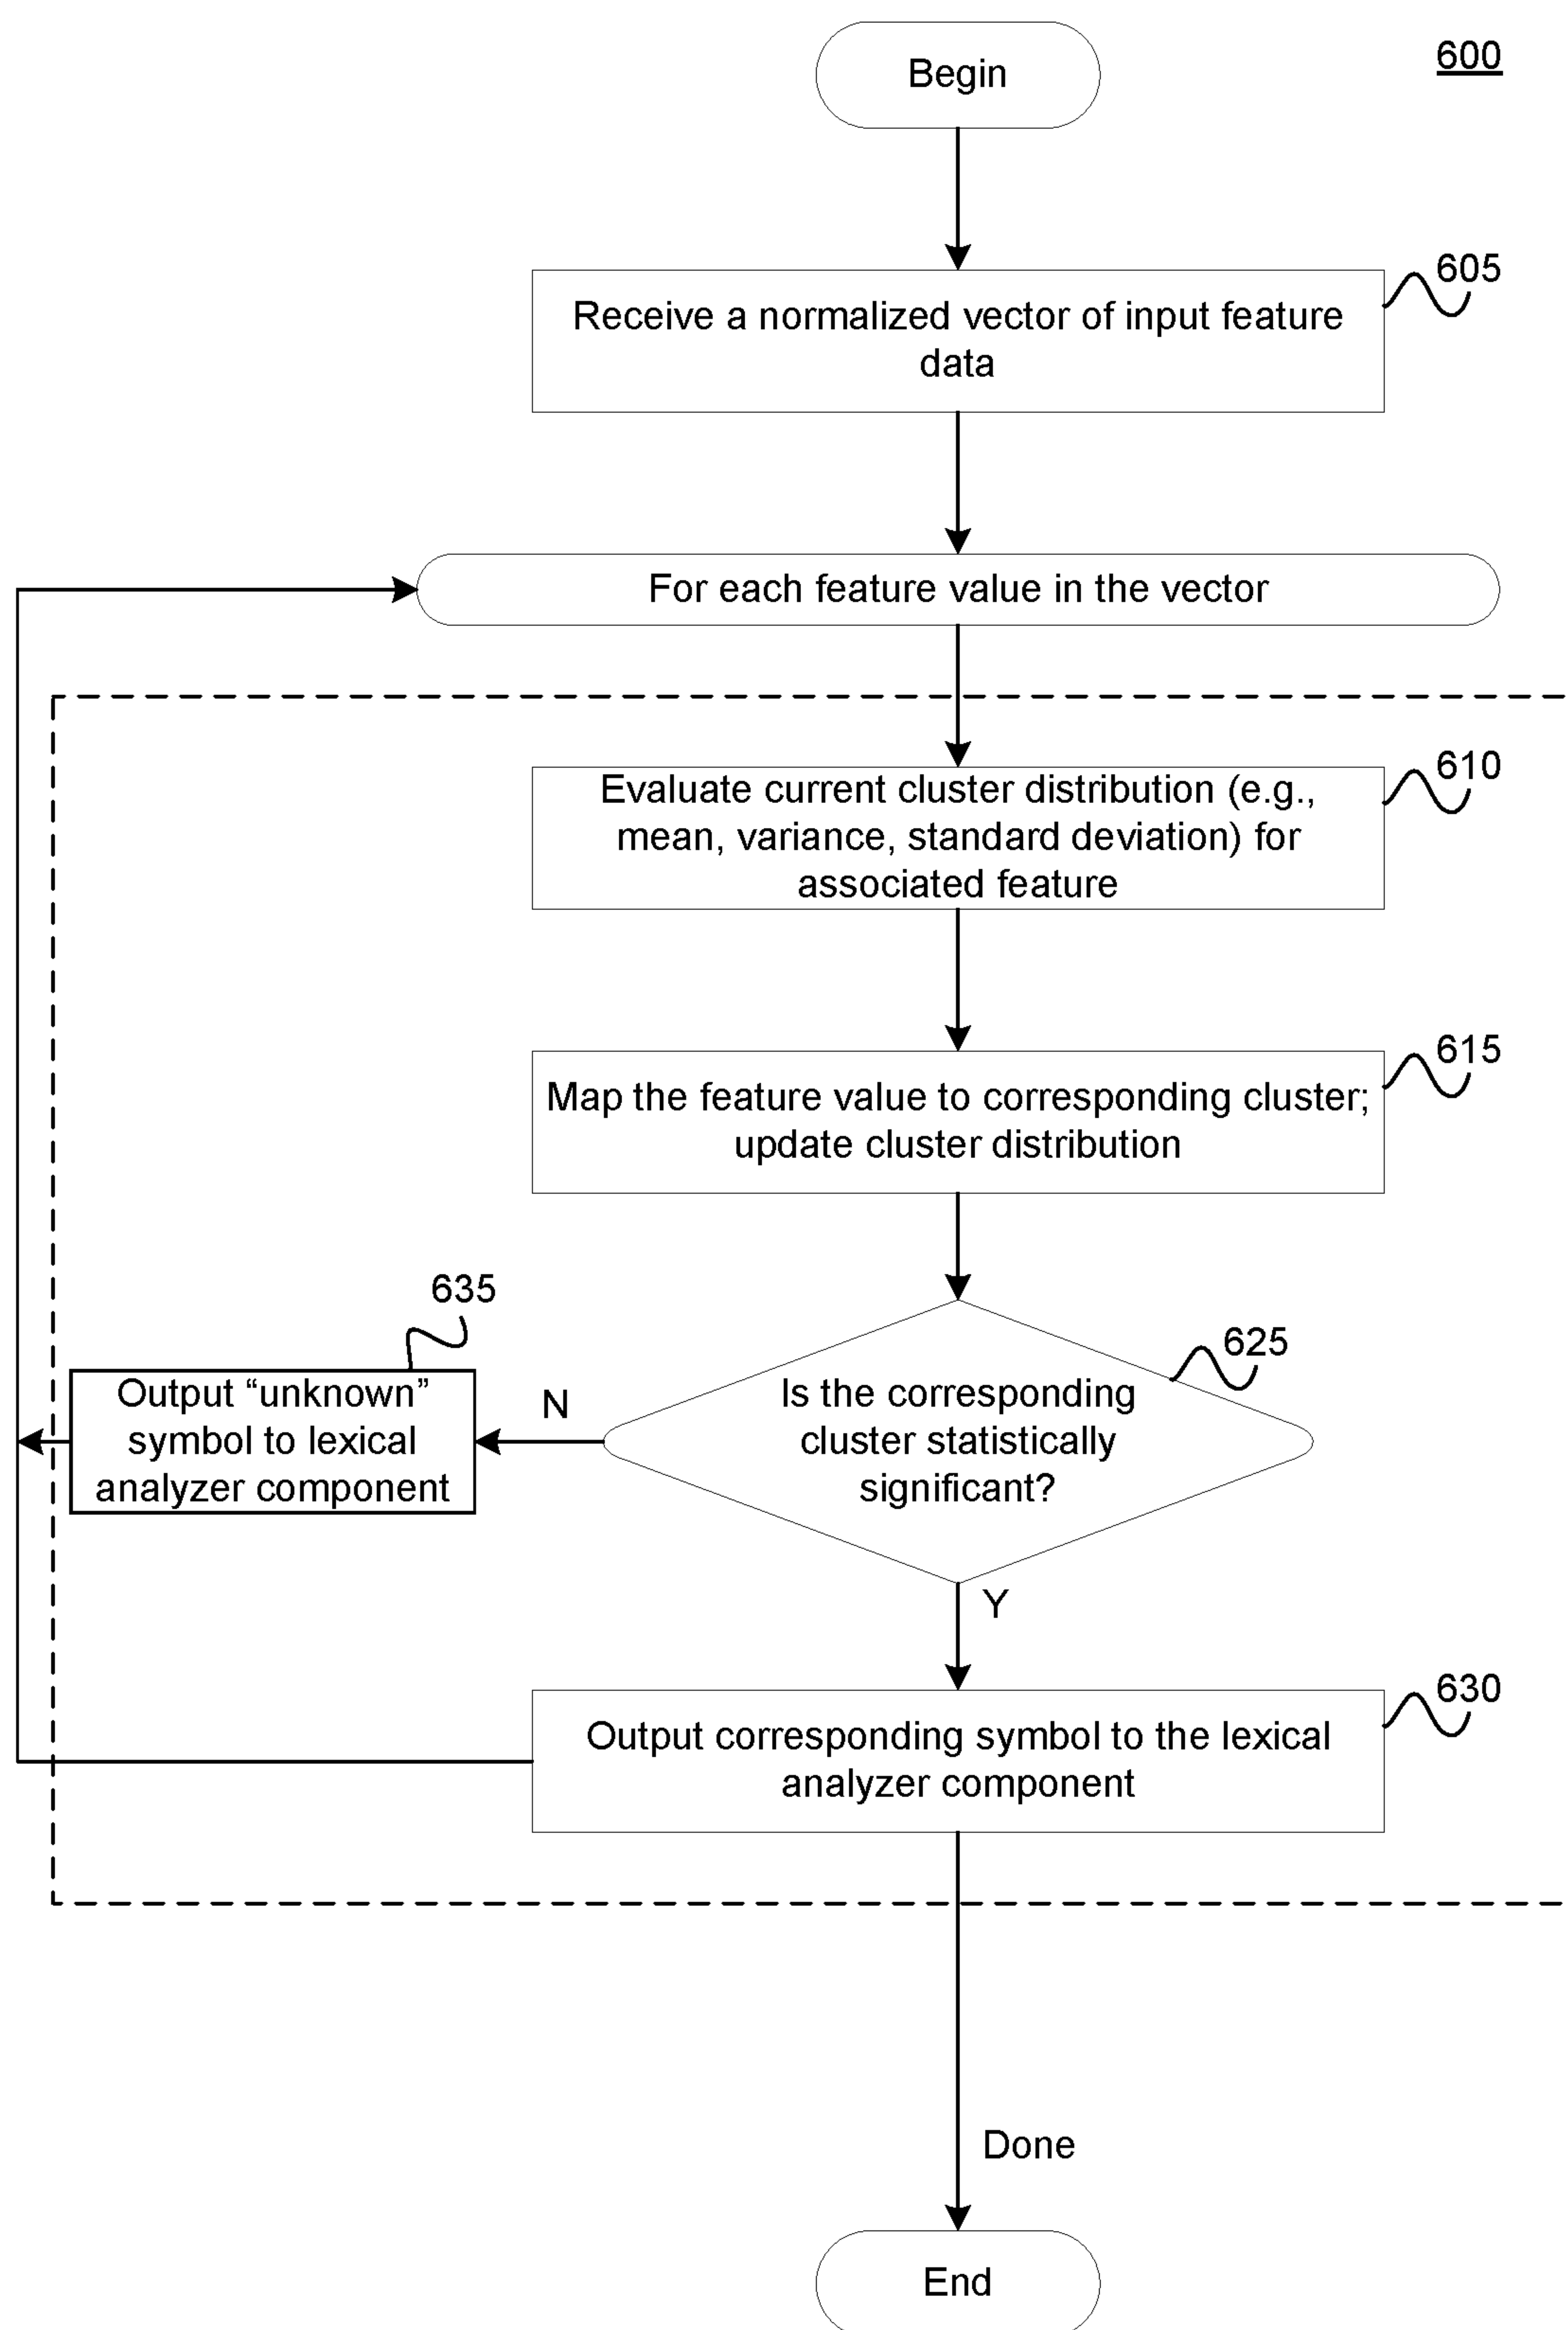 Begin
600
605
Receive a normalized vector of input feature
data
For each feature value in the vector
610
Evaluate current cluster distribution (e.g.,
mean, variance, standard deviation) for
associated feature
615
Map the feature value to corresponding cluster;
update cluster distribution
635
625
Output “unknown”
symbol to lexical
analyzer component
N
Is the corresponding
cluster statistically
significant?
Y
630
Output corresponding symbol to the lexical
analyzer component
Done
End